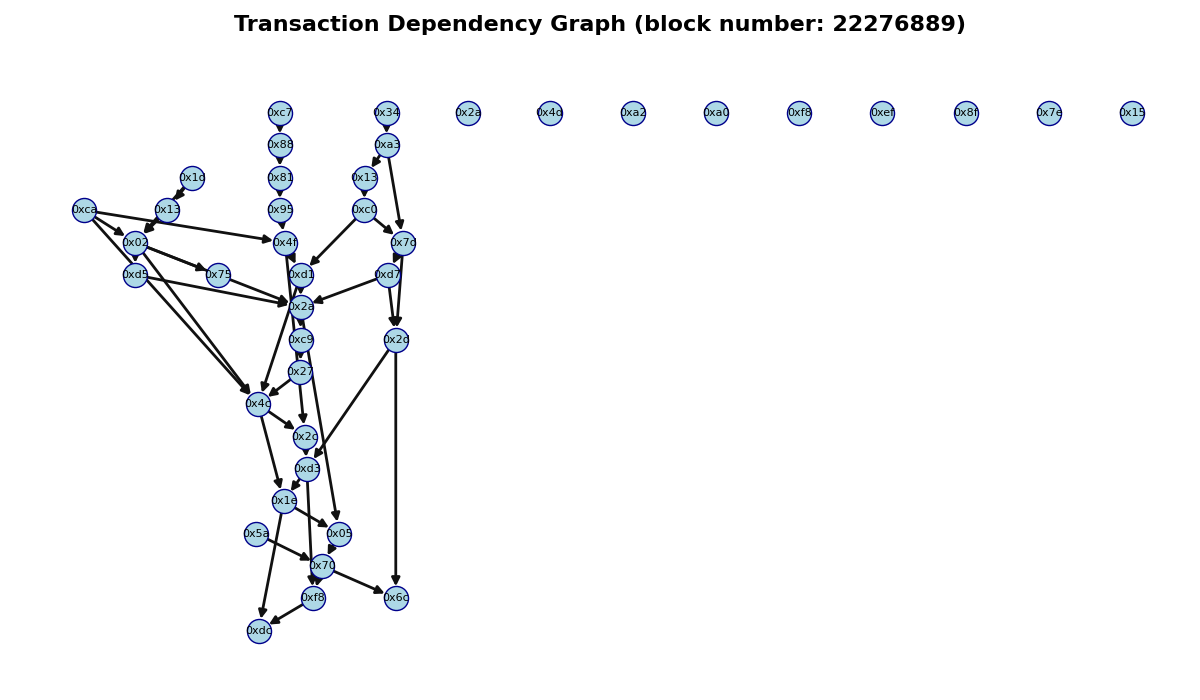 Transaction Dependency Graph (block number: 22276889)
0xc7 0x34 0x2a 0x4d 0xa2 0xa0 0xf8 0xef 0x8f 0x7e 0x15
0x88 0xa3
0x1d 0x81 0x13
0xca 0x13 0x95 0xc0
0x02 0x4f 0x7d
0xd5 0x75 0xd1 0xd7
0x2a
0xc9 0x2d
0x27
0x4c
0x2c
0xd3
0x1e
0x5a 0x05
0x70
0xf8 0x6c
0xdc